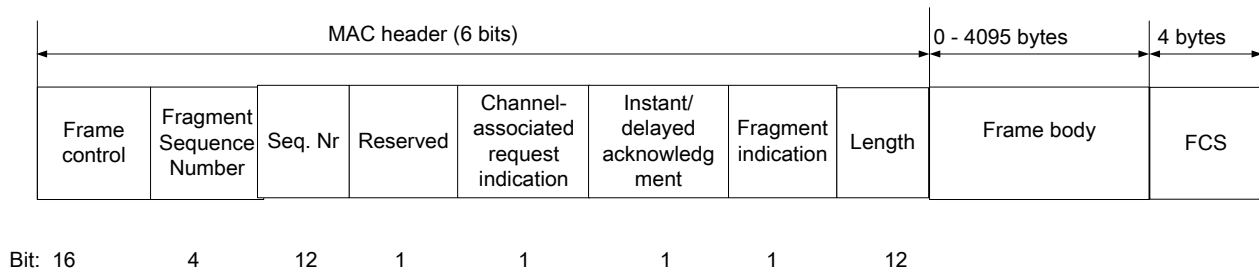 MAC header (6 bits)
0 - 4095 bytes
4 bytes
Frame
control
Fragment
Sequence
Number
Seq. Nr
Reserved
Channel-
associated
request
indication
Instant/
delayed
acknowledg
ment
Fragment
indication
Length
Frame body
FCS
Bit: 16 4 12 1 1 1 1 12